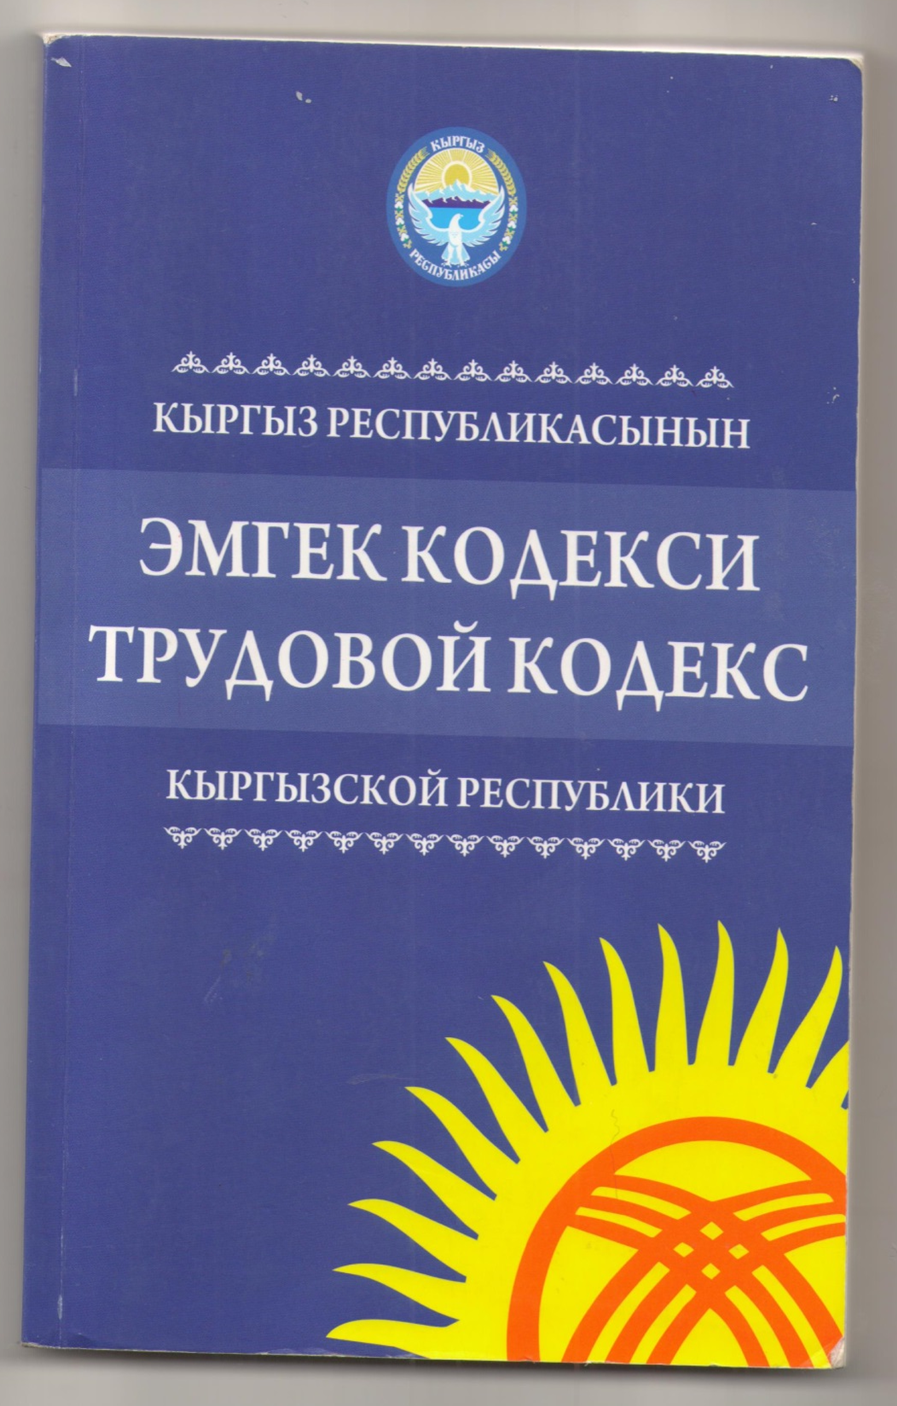 КЫРГЫЗ
РЕСПУБЛИКАСЫ
КЫРГЫЗ РЕСПУБЛИКАСЫНЫН
ЭМГЕК КОДЕКСИ
ТРУДОВОЙ КОДЕКС
КЫРГЫЗСКОЙ РЕСПУБЛИКИ